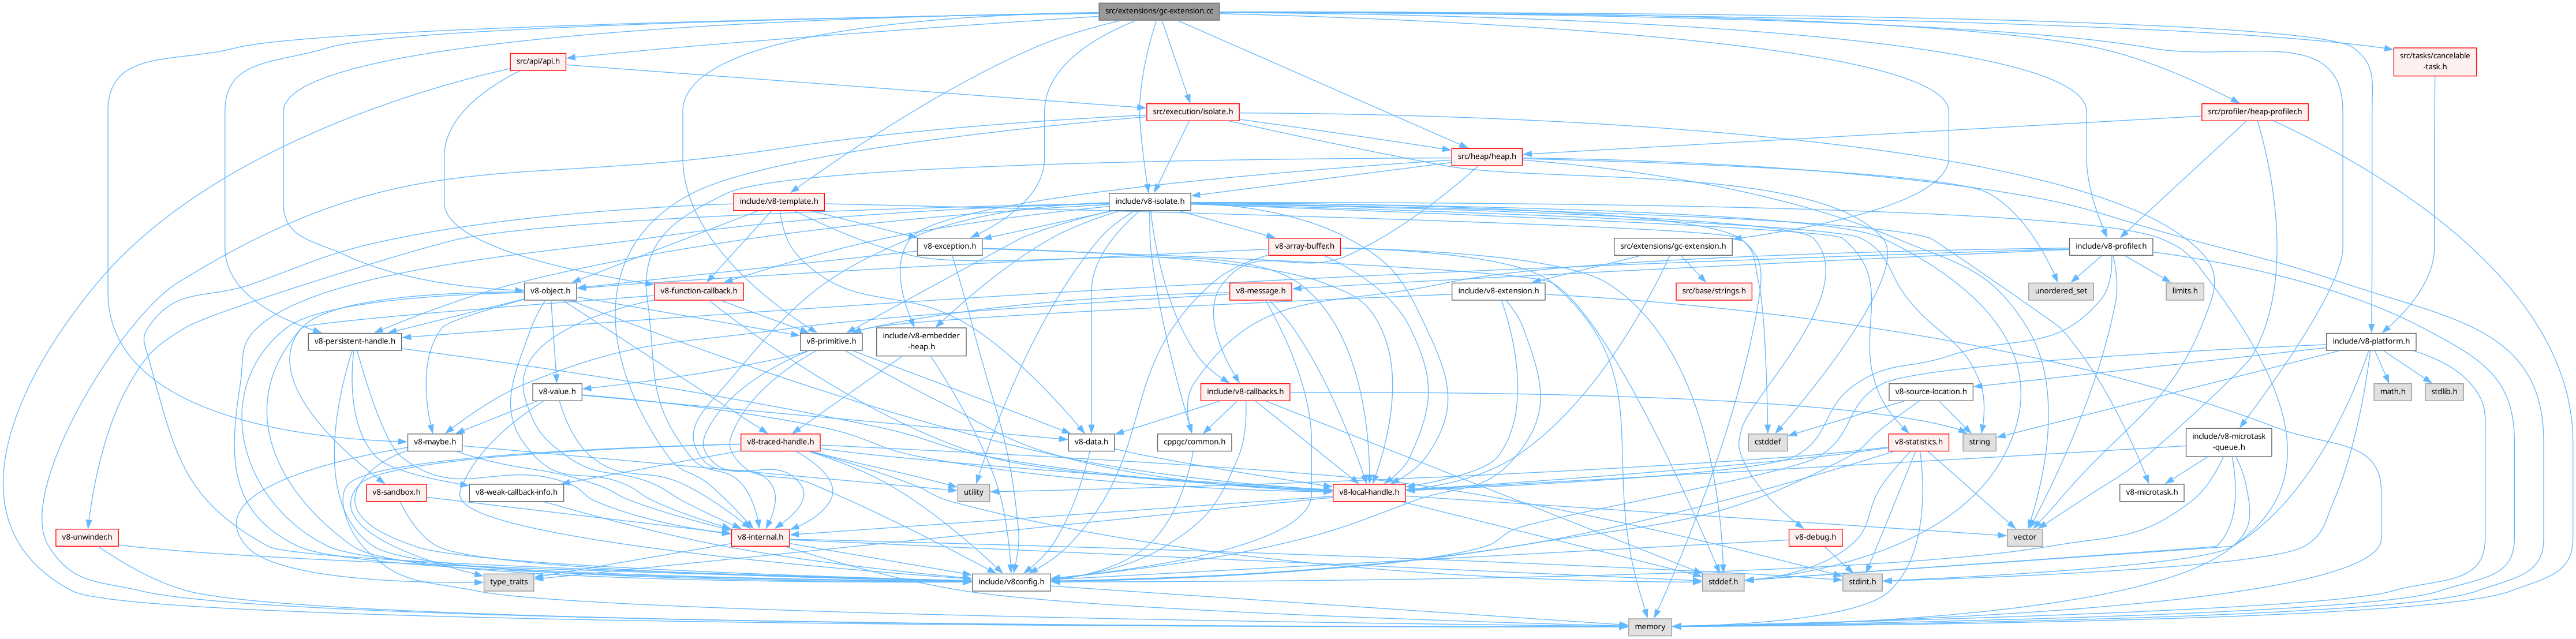 src/extensions/gc-extension.cc
src/api/api.h
src/tasks/cancelable
-task.h
src/execution/isolate.h
src/profiler/heap-profiler.h
src/heap/heap.h
include/v8-template.h
include/v8-isolate.h
v8-exception.h
v8-array-buffer.h
src/extensions/gc-extension.h
include/v8-profiler.h
v8-object.h
v8-function-callback.h
v8-message.h
include/v8-extension.h
src/base/strings.h
unordered_set
limits.h
v8-persistent-handle.h
v8-primitive.h
include/v8-embedder
-heap.h
include/v8-platform.h
v8-value.h
include/v8-callbacks.h
v8-source-location.h
math.h
stdlib.h
v8-maybe.h
v8-traced-handle.h
v8-data.h
cppgc/common.h
cstddef
v8-statistics.h
string
include/v8-microtask
-queue.h
v8-sandbox.h
v8-weak-callback-info.h
utility
v8-local-handle.h
v8-microtask.h
v8-unwinder.h
v8-internal.h
v8-debug.h
vector
type_traits
include/v8config.h
stddef.h
stdint.h
memory